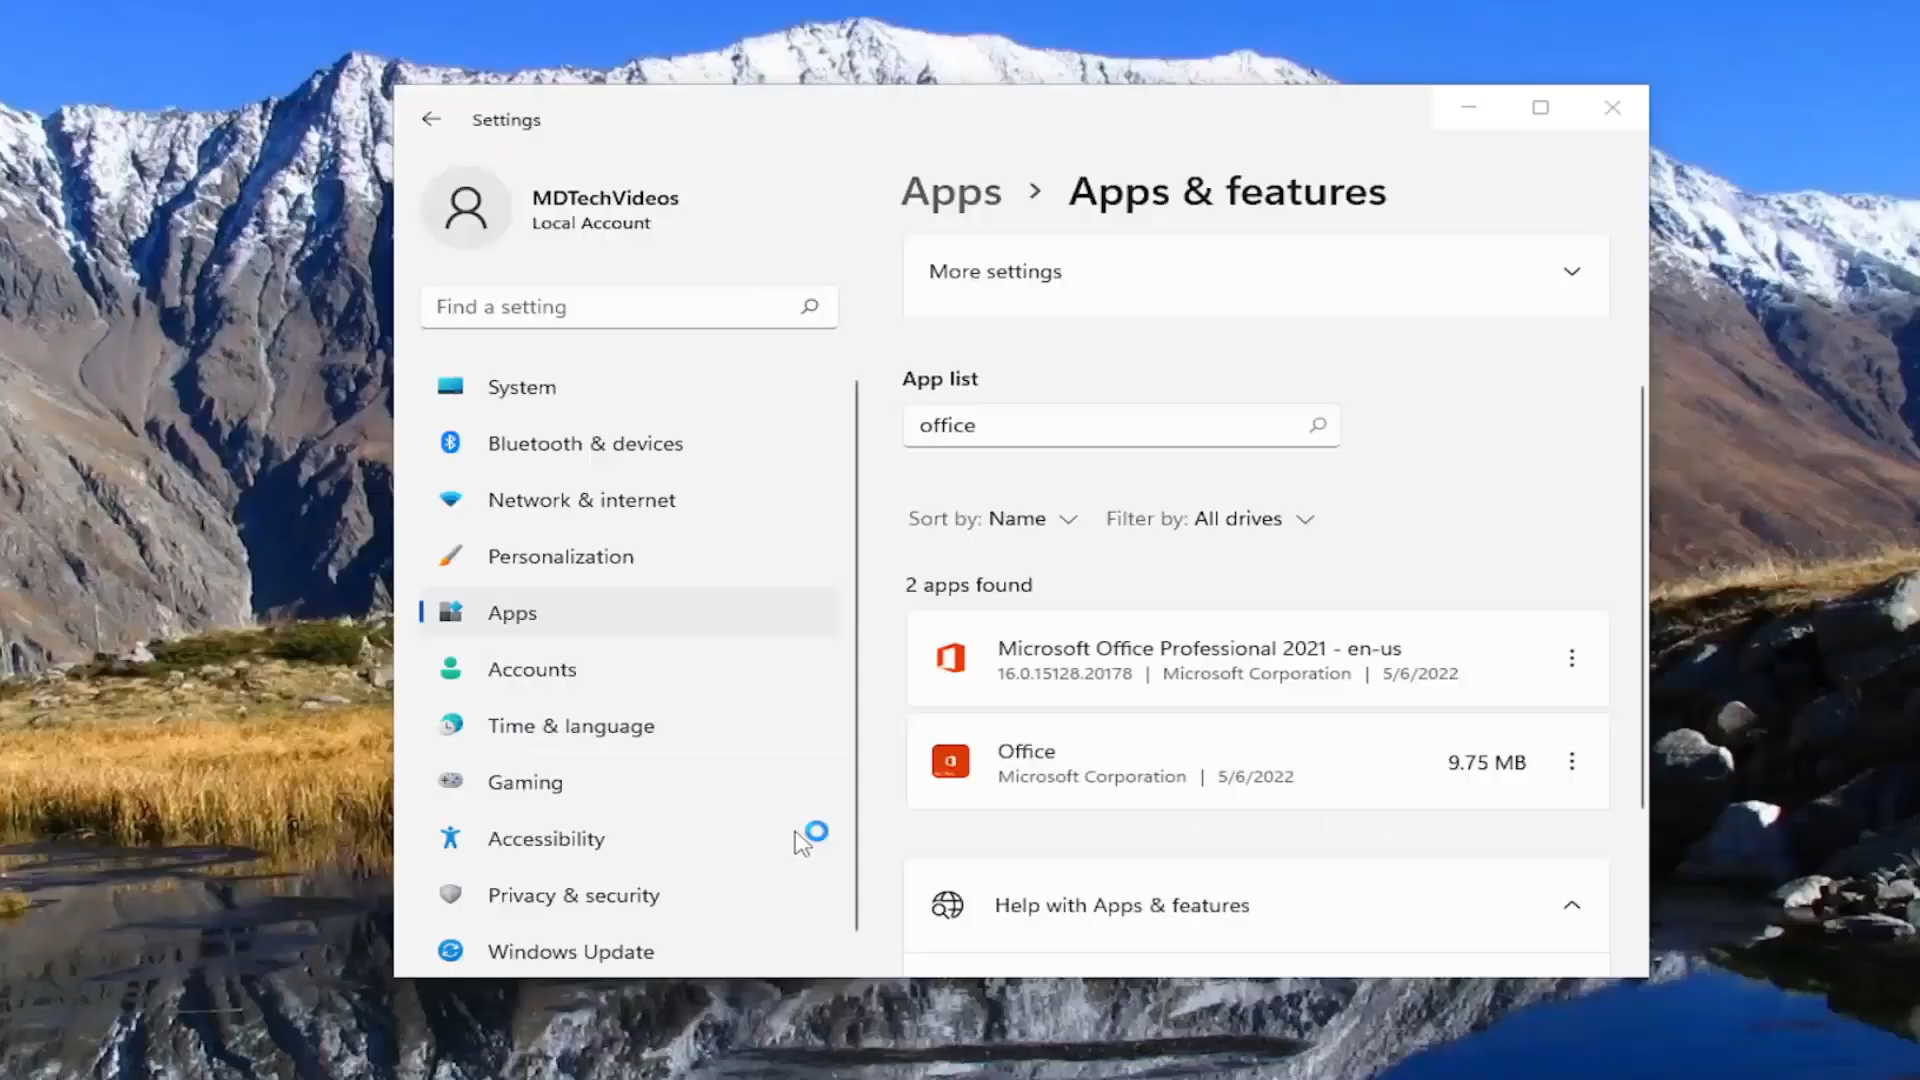 Settings
MDTechVideos
Local Account
Find a setting
System
Bluetooth & devices
Network & internet
Personalization
Apps
Accounts
Time & language
Gaming
Accessibility
Privacy & security
Windows Update
Apps > Apps & features
More settings
App list
office
Sort by: Name Filter by: All drives
2 apps found
Microsoft Office Professional 2021 - en-us
16.0.15128.20178 | Microsoft Corporation | 5/6/2022
Office
Microsoft Corporation | 5/6/2022
9.75 MB
Help with Apps & features